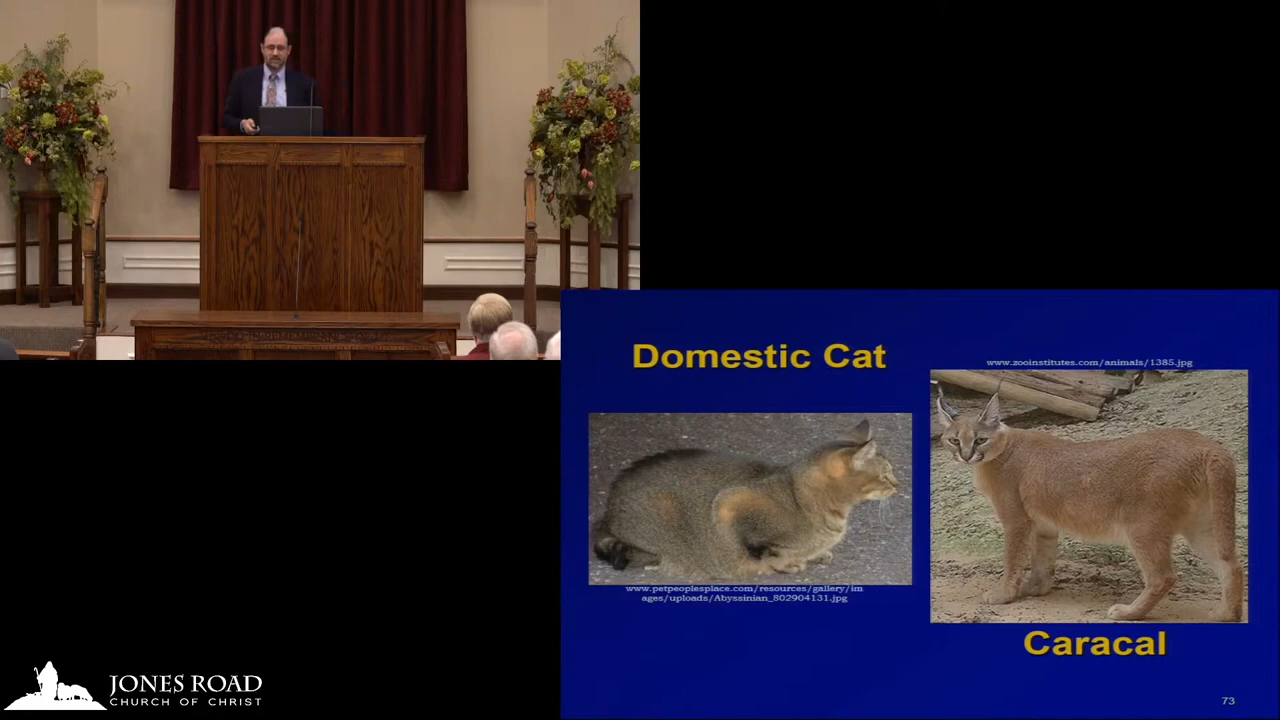 Domestic Cat
www.zooinstitutes.com/animals/1385.jpg
www.petpeoplesplace.com/resources/gallery/im
ages/uploads/Abyssinian_802904131.jpg
Caracal
73
JONES ROAD
CHURCH OF CHRIST